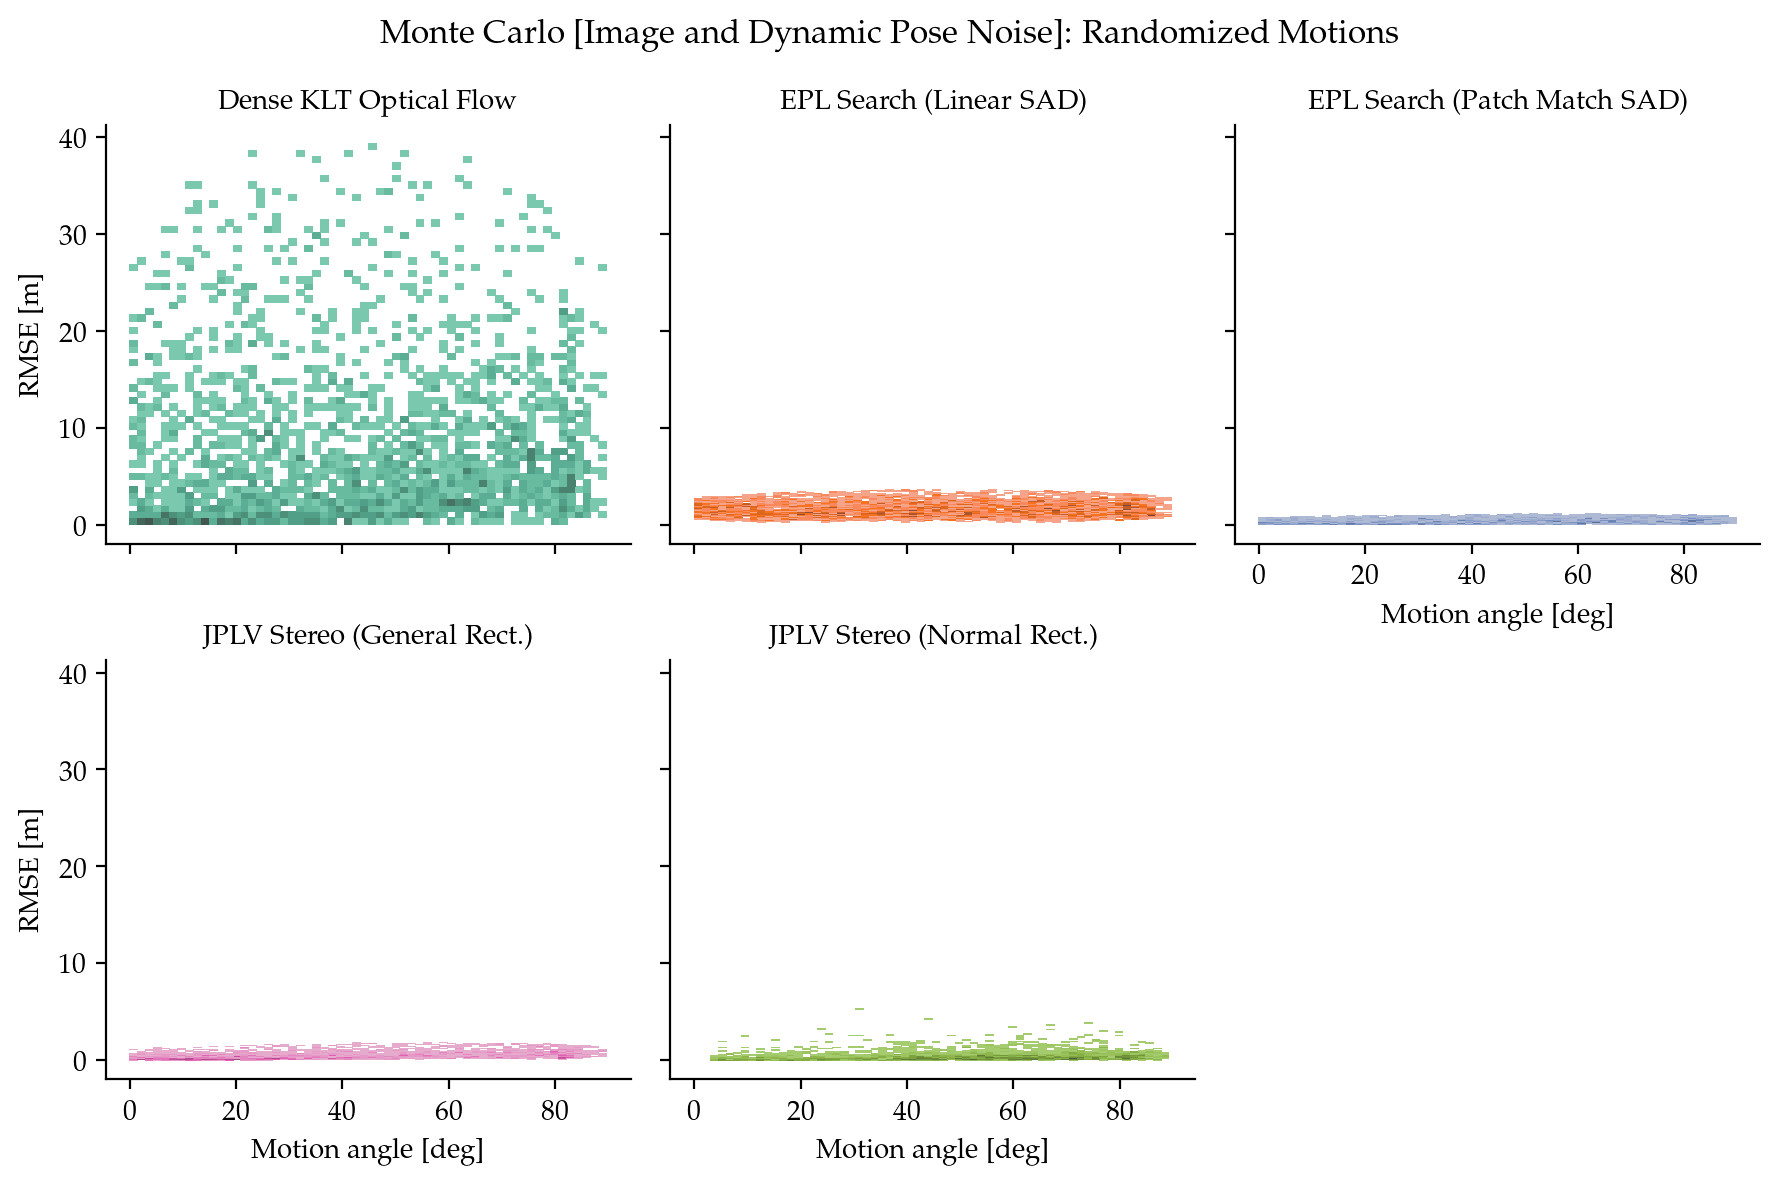 Monte Carlo [Image and Dynamic Pose Noise]: Randomized Motions
Dense KLT Optical Flow
EPL Search (Linear SAD)
EPL Search (Patch Match SAD)
40
30
20
10
0
RMSE [m]
0 20 40 60 80
Motion angle [deg]
JPLV Stereo (General Rect.)
JPLV Stereo (Normal Rect.)
40
30
20
10
0
RMSE [m]
0 20 40 60 80
0 20 40 60 80
Motion angle [deg]
Motion angle [deg]